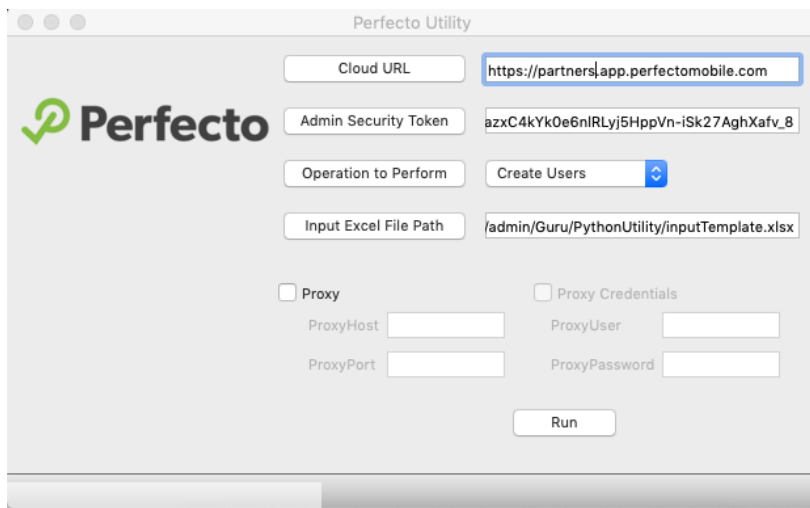 Perfecto Utility
Cloud URL https://partners.app.perfectomobile.com
Perfecto
Admin Security Token azxC4kYk0e6nlRLyj5HppVn-iSk27AghXafv_8
Operation to Perform Create Users
Input Excel File Path /admin/Guru/PythonUtility/inputTemplate.xlsx
Proxy Proxy Credentials
ProxyHost ProxyUser
ProxyPort ProxyPassword
Run